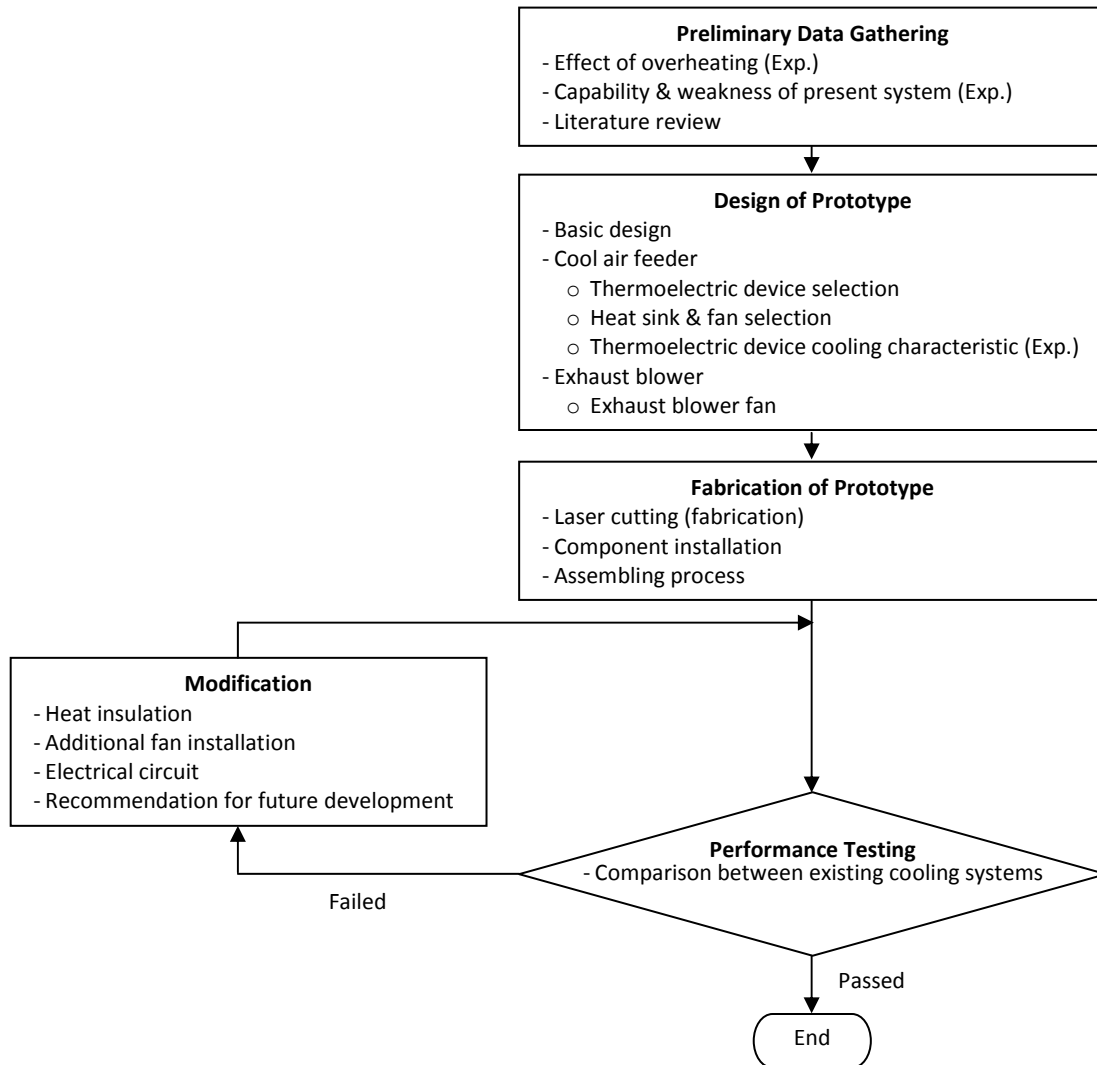 Preliminary Data Gathering
- Effect of overheating (Exp.)
- Capability & weakness of present system (Exp.)
- Literature review
Design of Prototype
- Basic design
- Cool air feeder
o Thermoelectric device selection
o Heat sink & fan selection
o Thermoelectric device cooling characteristic (Exp.)
- Exhaust blower
o Exhaust blower fan
Fabrication of Prototype
- Laser cutting (fabrication)
- Component installation
- Assembling process
Modification
- Heat insulation
- Additional fan installation
- Electrical circuit
- Recommendation for future development
Performance Testing
- Comparison between existing cooling systems
Failed
Passed
End